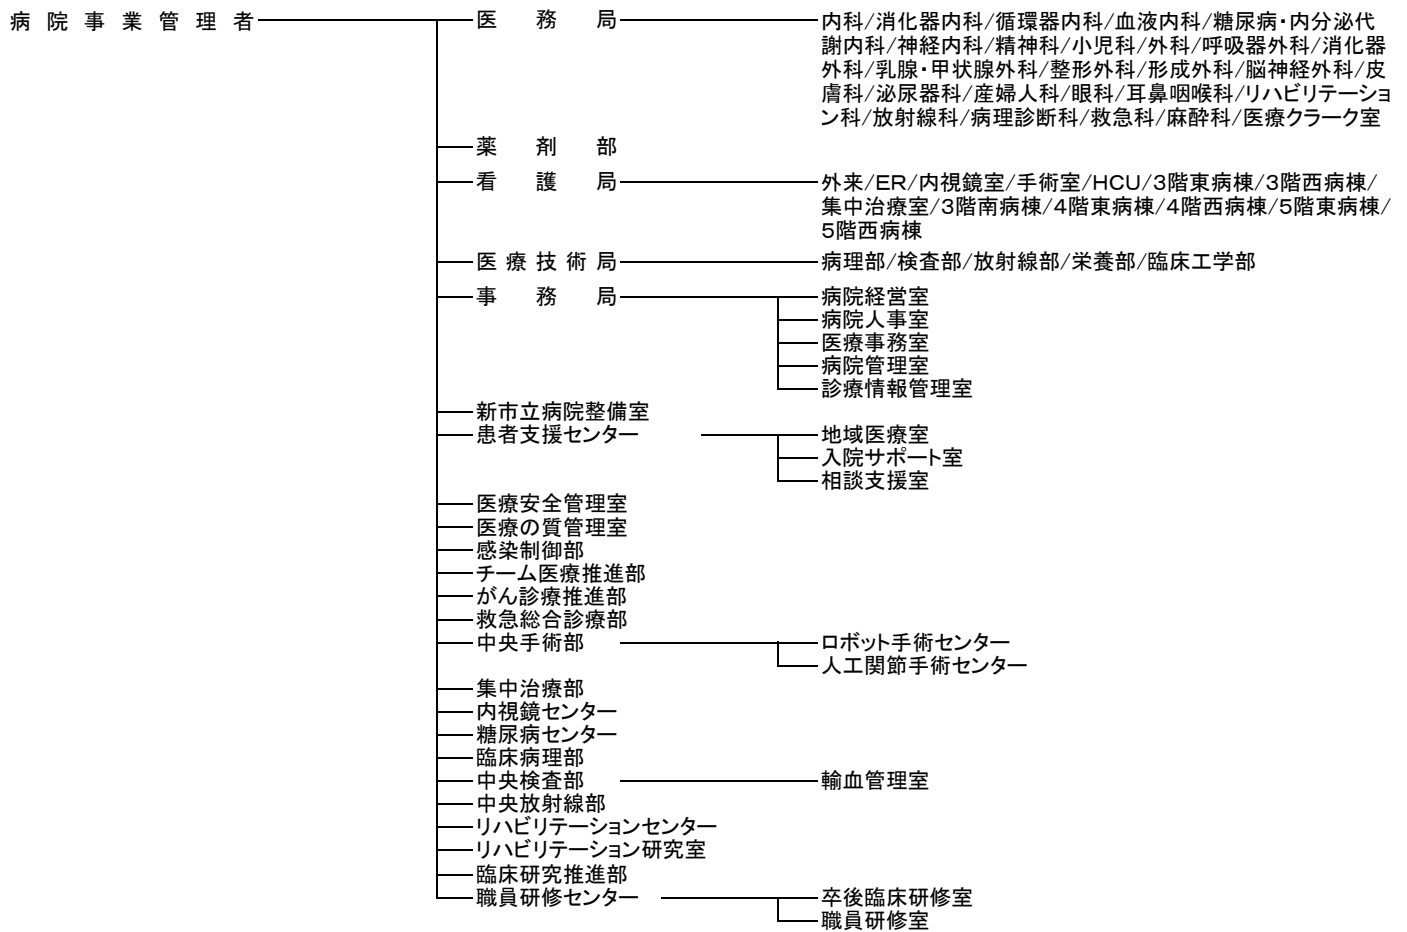 病院事業管理者
医務局
内科/消化器内科/循環器内科/血液内科/糖尿病・内分泌代
謝内科/神経内科/精神科/小児科/外科/呼吸器外科/消化器
外科/乳腺・甲状腺外科/整形外科/形成外科/脳神経外科/皮
膚科/泌尿器科/産婦人科/眼科/耳鼻咽喉科/リハビリテーショ
ン科/放射線科/病理診断科/救急科/麻酔科/医療クラーク室
薬剤部
看護局
外来/ER/内視鏡室/手術室/HCU/3階東病棟/3階西病棟/
集中治療室/3階南病棟/4階東病棟/4階西病棟/5階東病棟/
5階西病棟
医療技術局
病理部/検査部/放射線部/栄養部/臨床工学部
事務局
病院経営室
病院人事室
医療事務室
病院管理室
診療情報管理室
新市立病院整備室
患者支援センター
地域医療室
入院サポート室
相談支援室
医療安全管理室
医療の質管理室
感染制御部
チーム医療推進部
がん診療推進部
救急総合診療部
中央手術部
ロボット手術センター
人工関節手術センター
集中治療部
内視鏡センター
糖尿病センター
臨床病理部
中央検査部
輸血管理室
中央放射線部
リハビリテーションセンター
リハビリテーション研究室
臨床研究推進部
職員研修センター
卒後臨床研修室
職員研修室